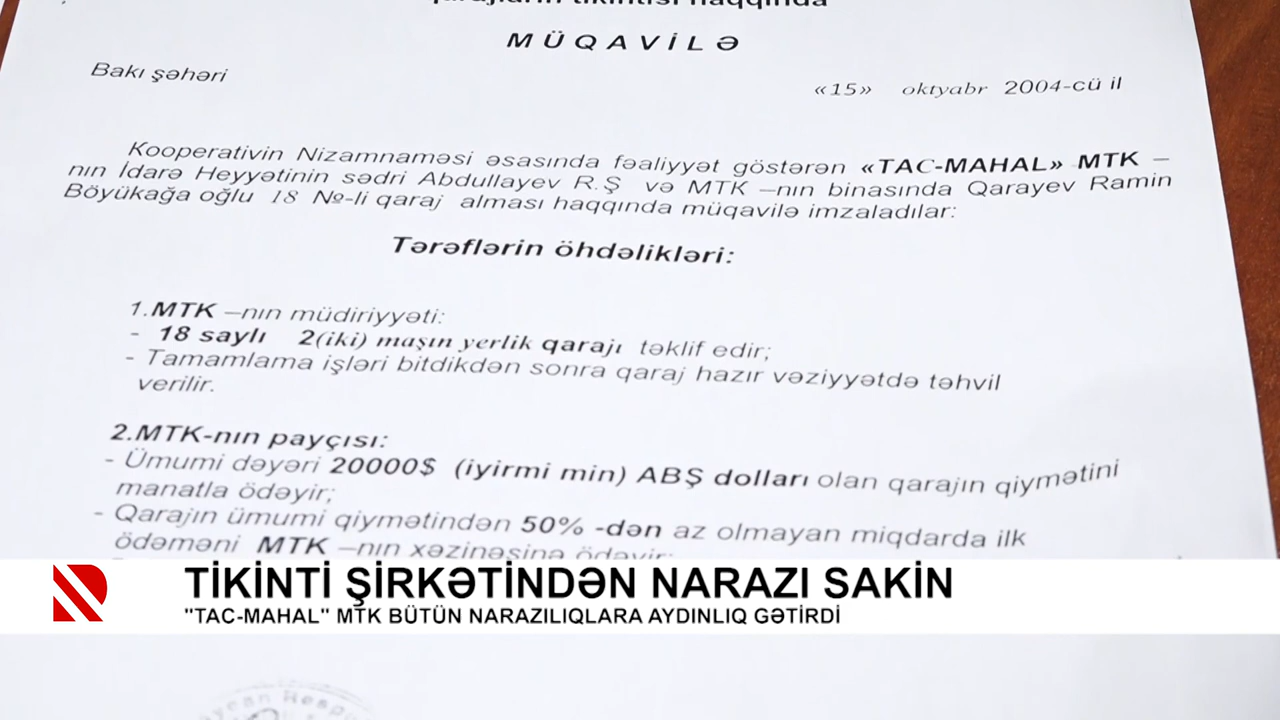 qarajların tikintisi haqqında
MÜQAVİLƏ
Bakı şəhəri
«15» oktyabr 2004-cü il
Kooperativin Nizamnaməsi əsasında fəaliyyət göstərən «TAC-MAHAL» MTK –
nın İdarə Heyyətinin sədri Abdullayev R.Ş və MTK –nın binasında Qarayev Ramin
Böyükağa oğlu 18 №-li qaraj alması haqqında müqavilə imzaladılar:
Tərəflərin öhdəlikləri:
1.MTK –nın müdiriyyəti:
- 18 saylı 2(iki) maşın yerlik qarajı təklif edir;
- Tamamlama işləri bitdikdən sonra qaraj hazır vəziyyətdə təhvil
verilir.
2.MTK-nın payçısı:
- Ümumi dəyəri 20000$ (iyirmi min) ABŞ dolları olan qarajın qiymətini
manatla ödəyir;
- Qarajın ümumi qiymətindən 50% -dən az olmayan miqdarda ilk
ödəməni MTK –nın xəzinəsinə ödəyir;
TİKİNTİ ŞİRKƏTİNDƏN NARAZI SAKİN
"TAC-MAHAL" MTK BÜTÜN NARAZILIQLARA AYDINLIQ GƏTİRDİ